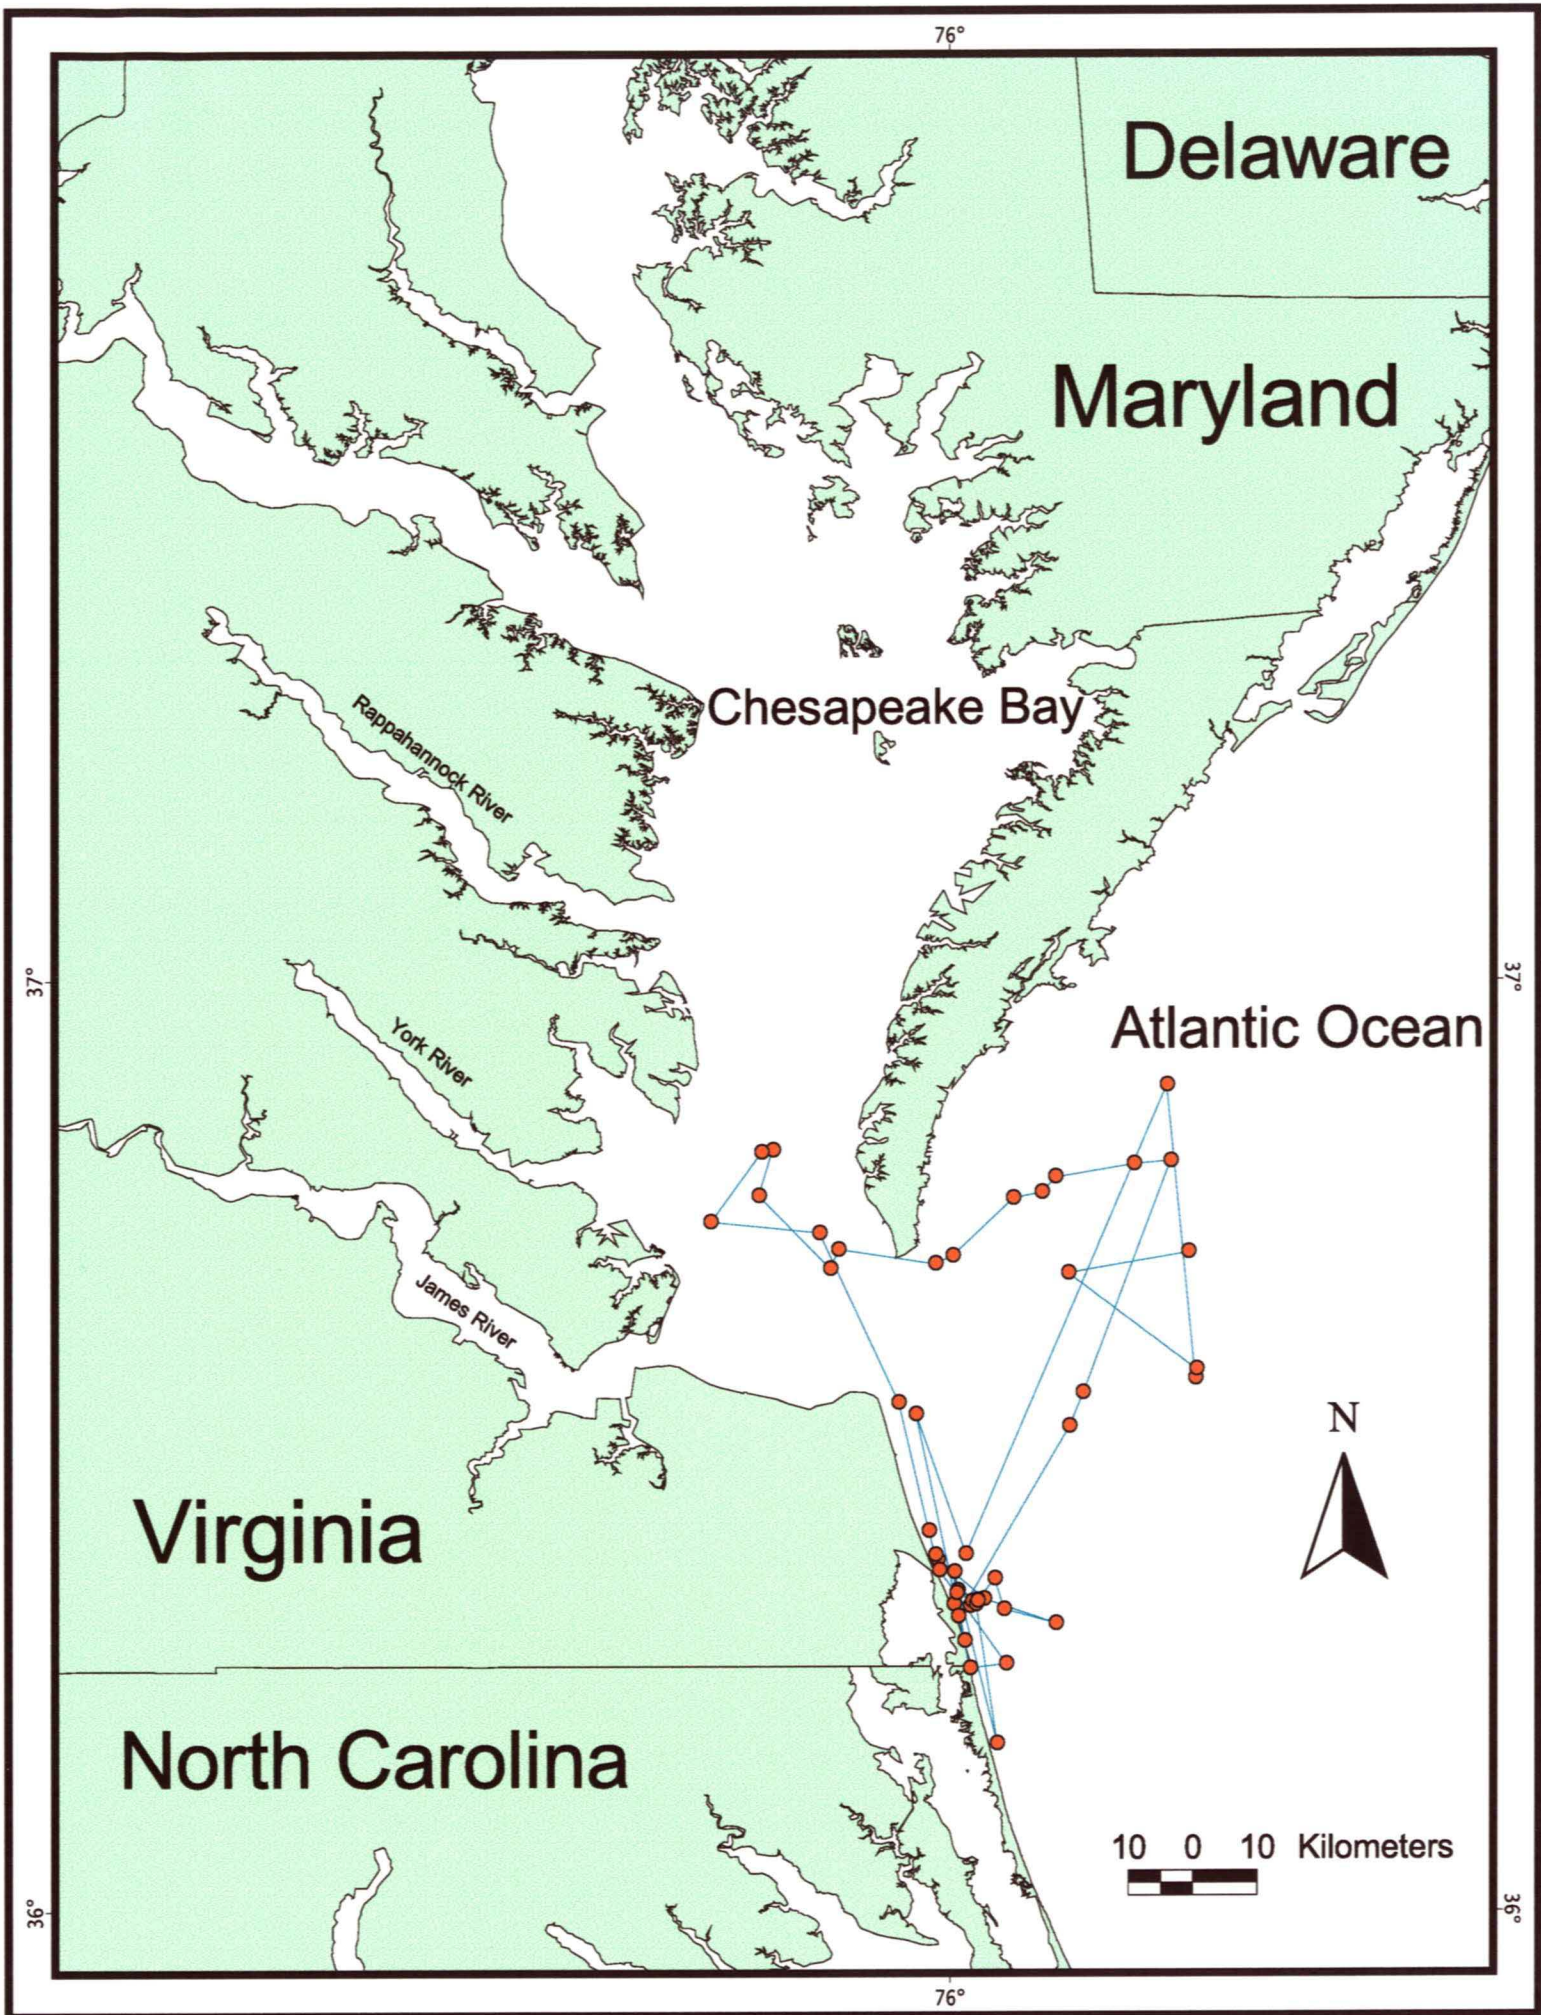 76°
Delaware
Maryland
Chesapeake Bay
Rappahannock River
37°
37°
York River
Atlantic Ocean
James River
N
Virginia
North Carolina
10 0 10 Kilometers
36°
36°
76°